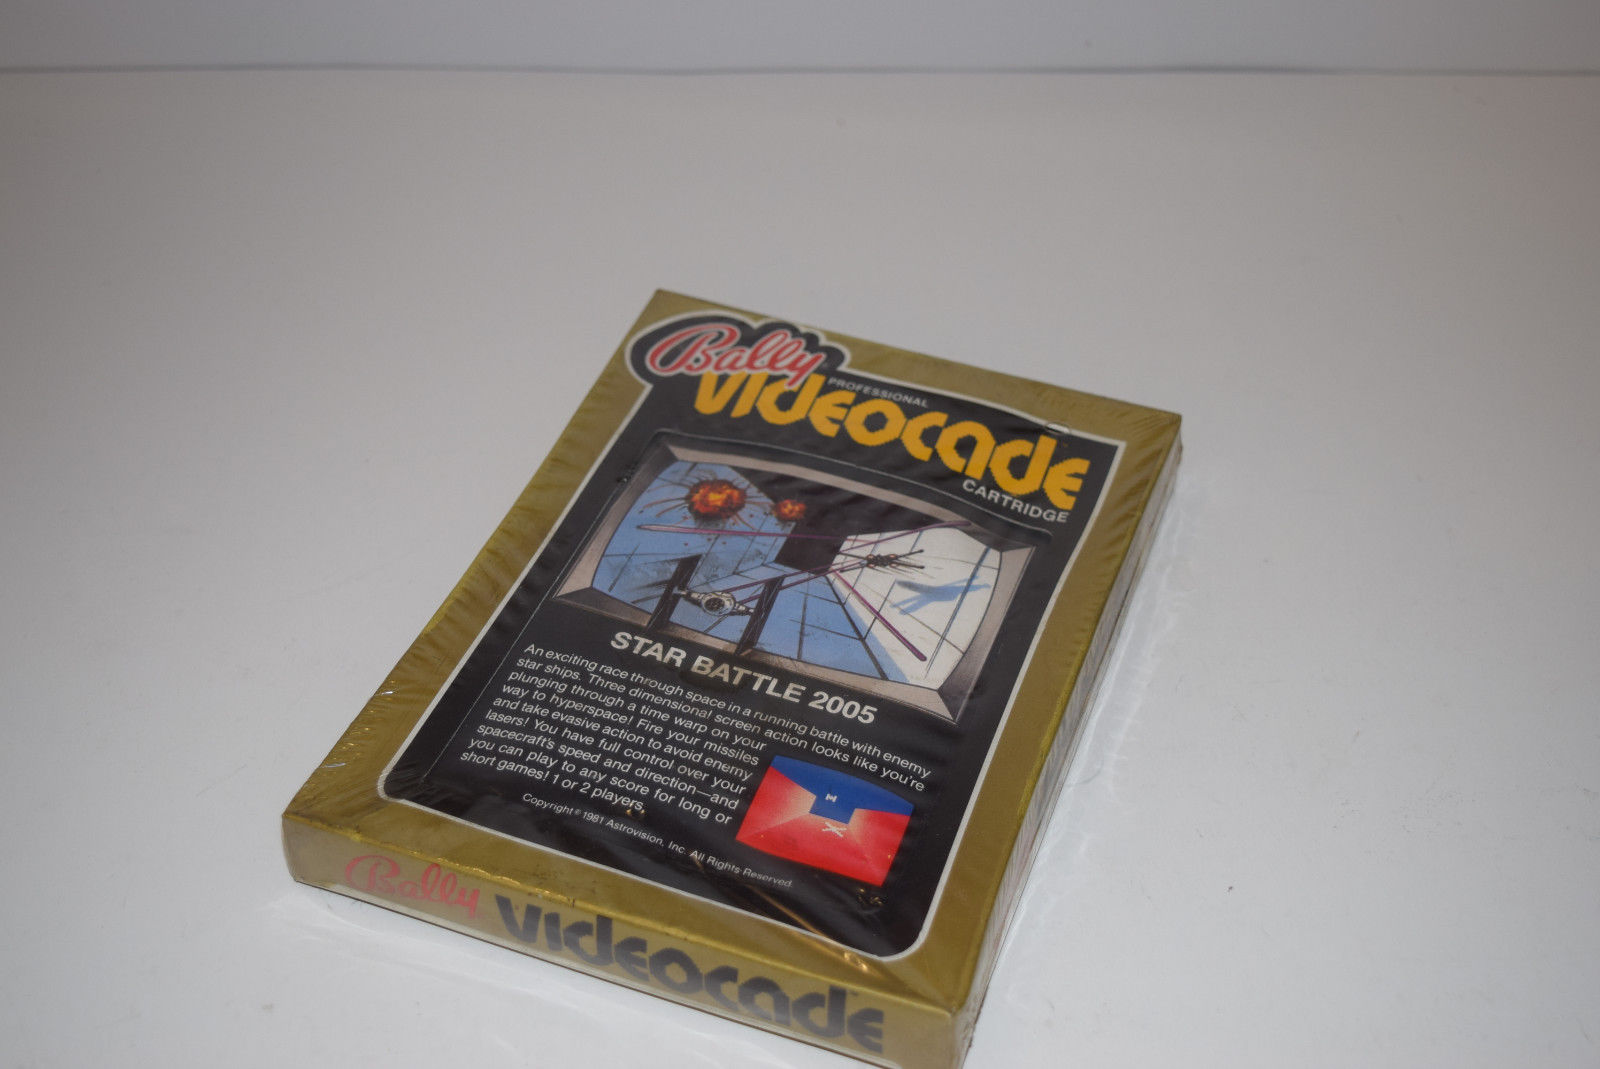 Bally
PROFESSIONAL
VIDEOCADE™
CARTRIDGE
STAR BATTLE 2005
An exciting race through space in a running battle with enemy
star ships. Three dimensional screen action looks like you're
plunging through a time warp on your
way to hyperspace! Fire your missiles
and take evasive action to avoid enemy
lasers! You have full control over your
spacecraft's speed and direction—and
you can play to any score for long or
short games! 1 or 2 players.
Copyright © 1981 Astrovision, Inc. All Rights Reserved.
Bally VIDEOCADE™